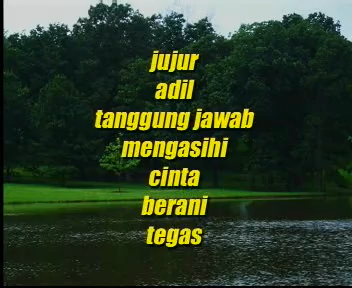 jujur
adil
tanggung jawab
mengasihi
cinta
berani
tegas